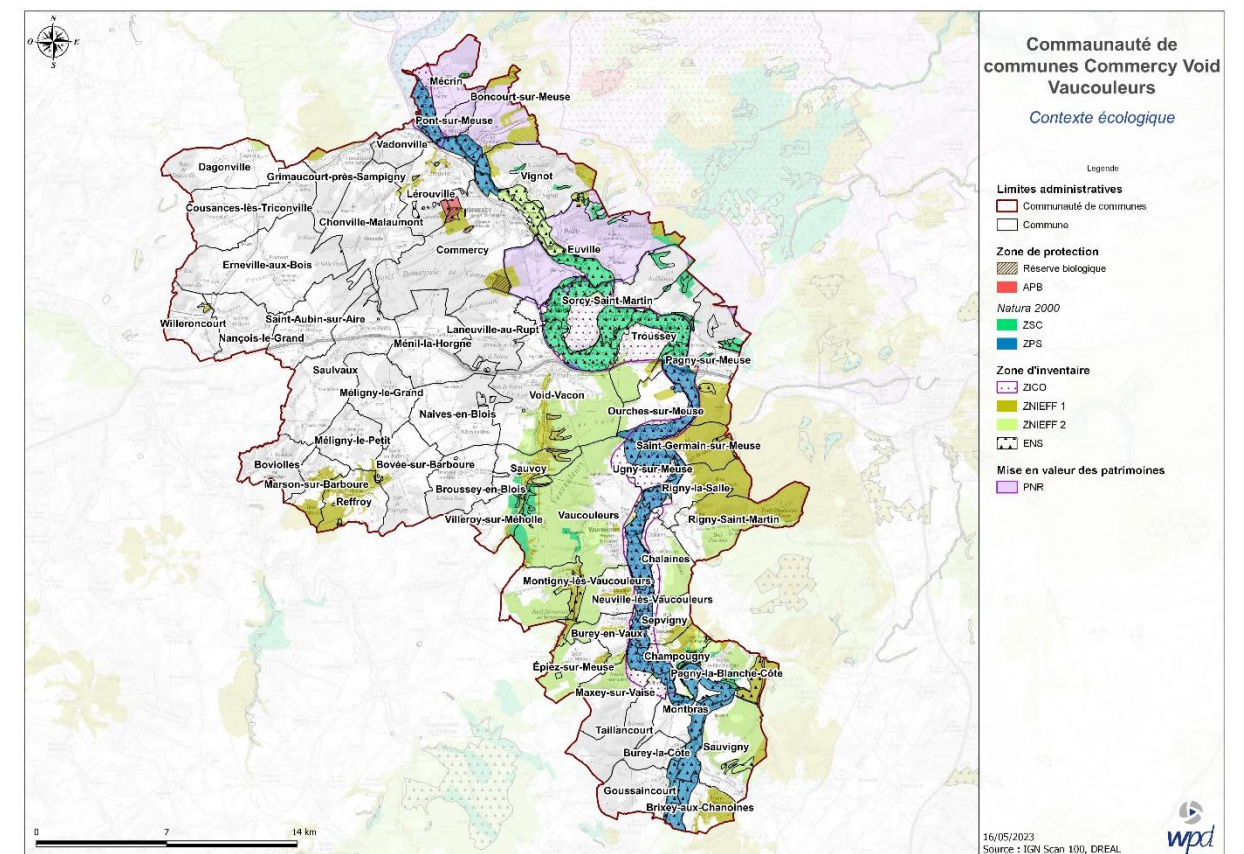 N
O E
S
Mécrin
Boncourt-sur-Meuse
Pont-sur-Meuse
Vadonville
Dagonville
Grimaucourt-près-Sampigny
Vignot
Lérouville
Cousances-lès-Triconville
Chonville-Malaumont
Commercy
Euville
Erneville-aux-Bois
Sorcy-Saint-Martin
Willeroncourt
Saint-Aubin-sur-Aire
Laneuville-au-Rupt
Nançois-le-Grand
Ménil-la-Horgne
Troussey
Pagny-sur-Meuse
Saulvaux
Méligny-le-Grand
Void-Vacon
Naives-en-Blois
Ourches-sur-Meuse
Méligny-le-Petit
Saint-Germain-sur-Meuse
Boviolles
Bovée-sur-Barboure
Sauvoy
Ugny-sur-Meuse
Marson-sur-Barboure
Broussey-en-Blois
Rigny-la-Salle
Reffroy
Villeroy-sur-Méholle
Vaucouleurs
Rigny-Saint-Martin
Chalaines
Montigny-lès-Vaucouleurs
Neuville-lès-Vaucouleurs
Sepvigny
Burey-en-Vaux
Champougny
Épiez-sur-Meuse
Pagny-la-Blanche-Côte
Maxey-sur-Vaise
Montbras
Taillancourt
Burey-la-Côte
Sauvigny
Goussaincourt
Brixey-aux-Chanoines
0 7 14 km
Commaunauté de
communes Commercy Void
Vaucouleurs
Contexte écologique
Légende
Limites administratives
Communauté de communes
Commune
Zone de protection
Réserve biologique
APB
Natura 2000
ZSC
ZPS
Zone d'inventaire
ZICO
ZNIEFF 1
ZNIEFF 2
ENS
Mise en valeur des patrimoines
PNR
16/05/2023
Source : IGN Scan 100, DREAL
wpd